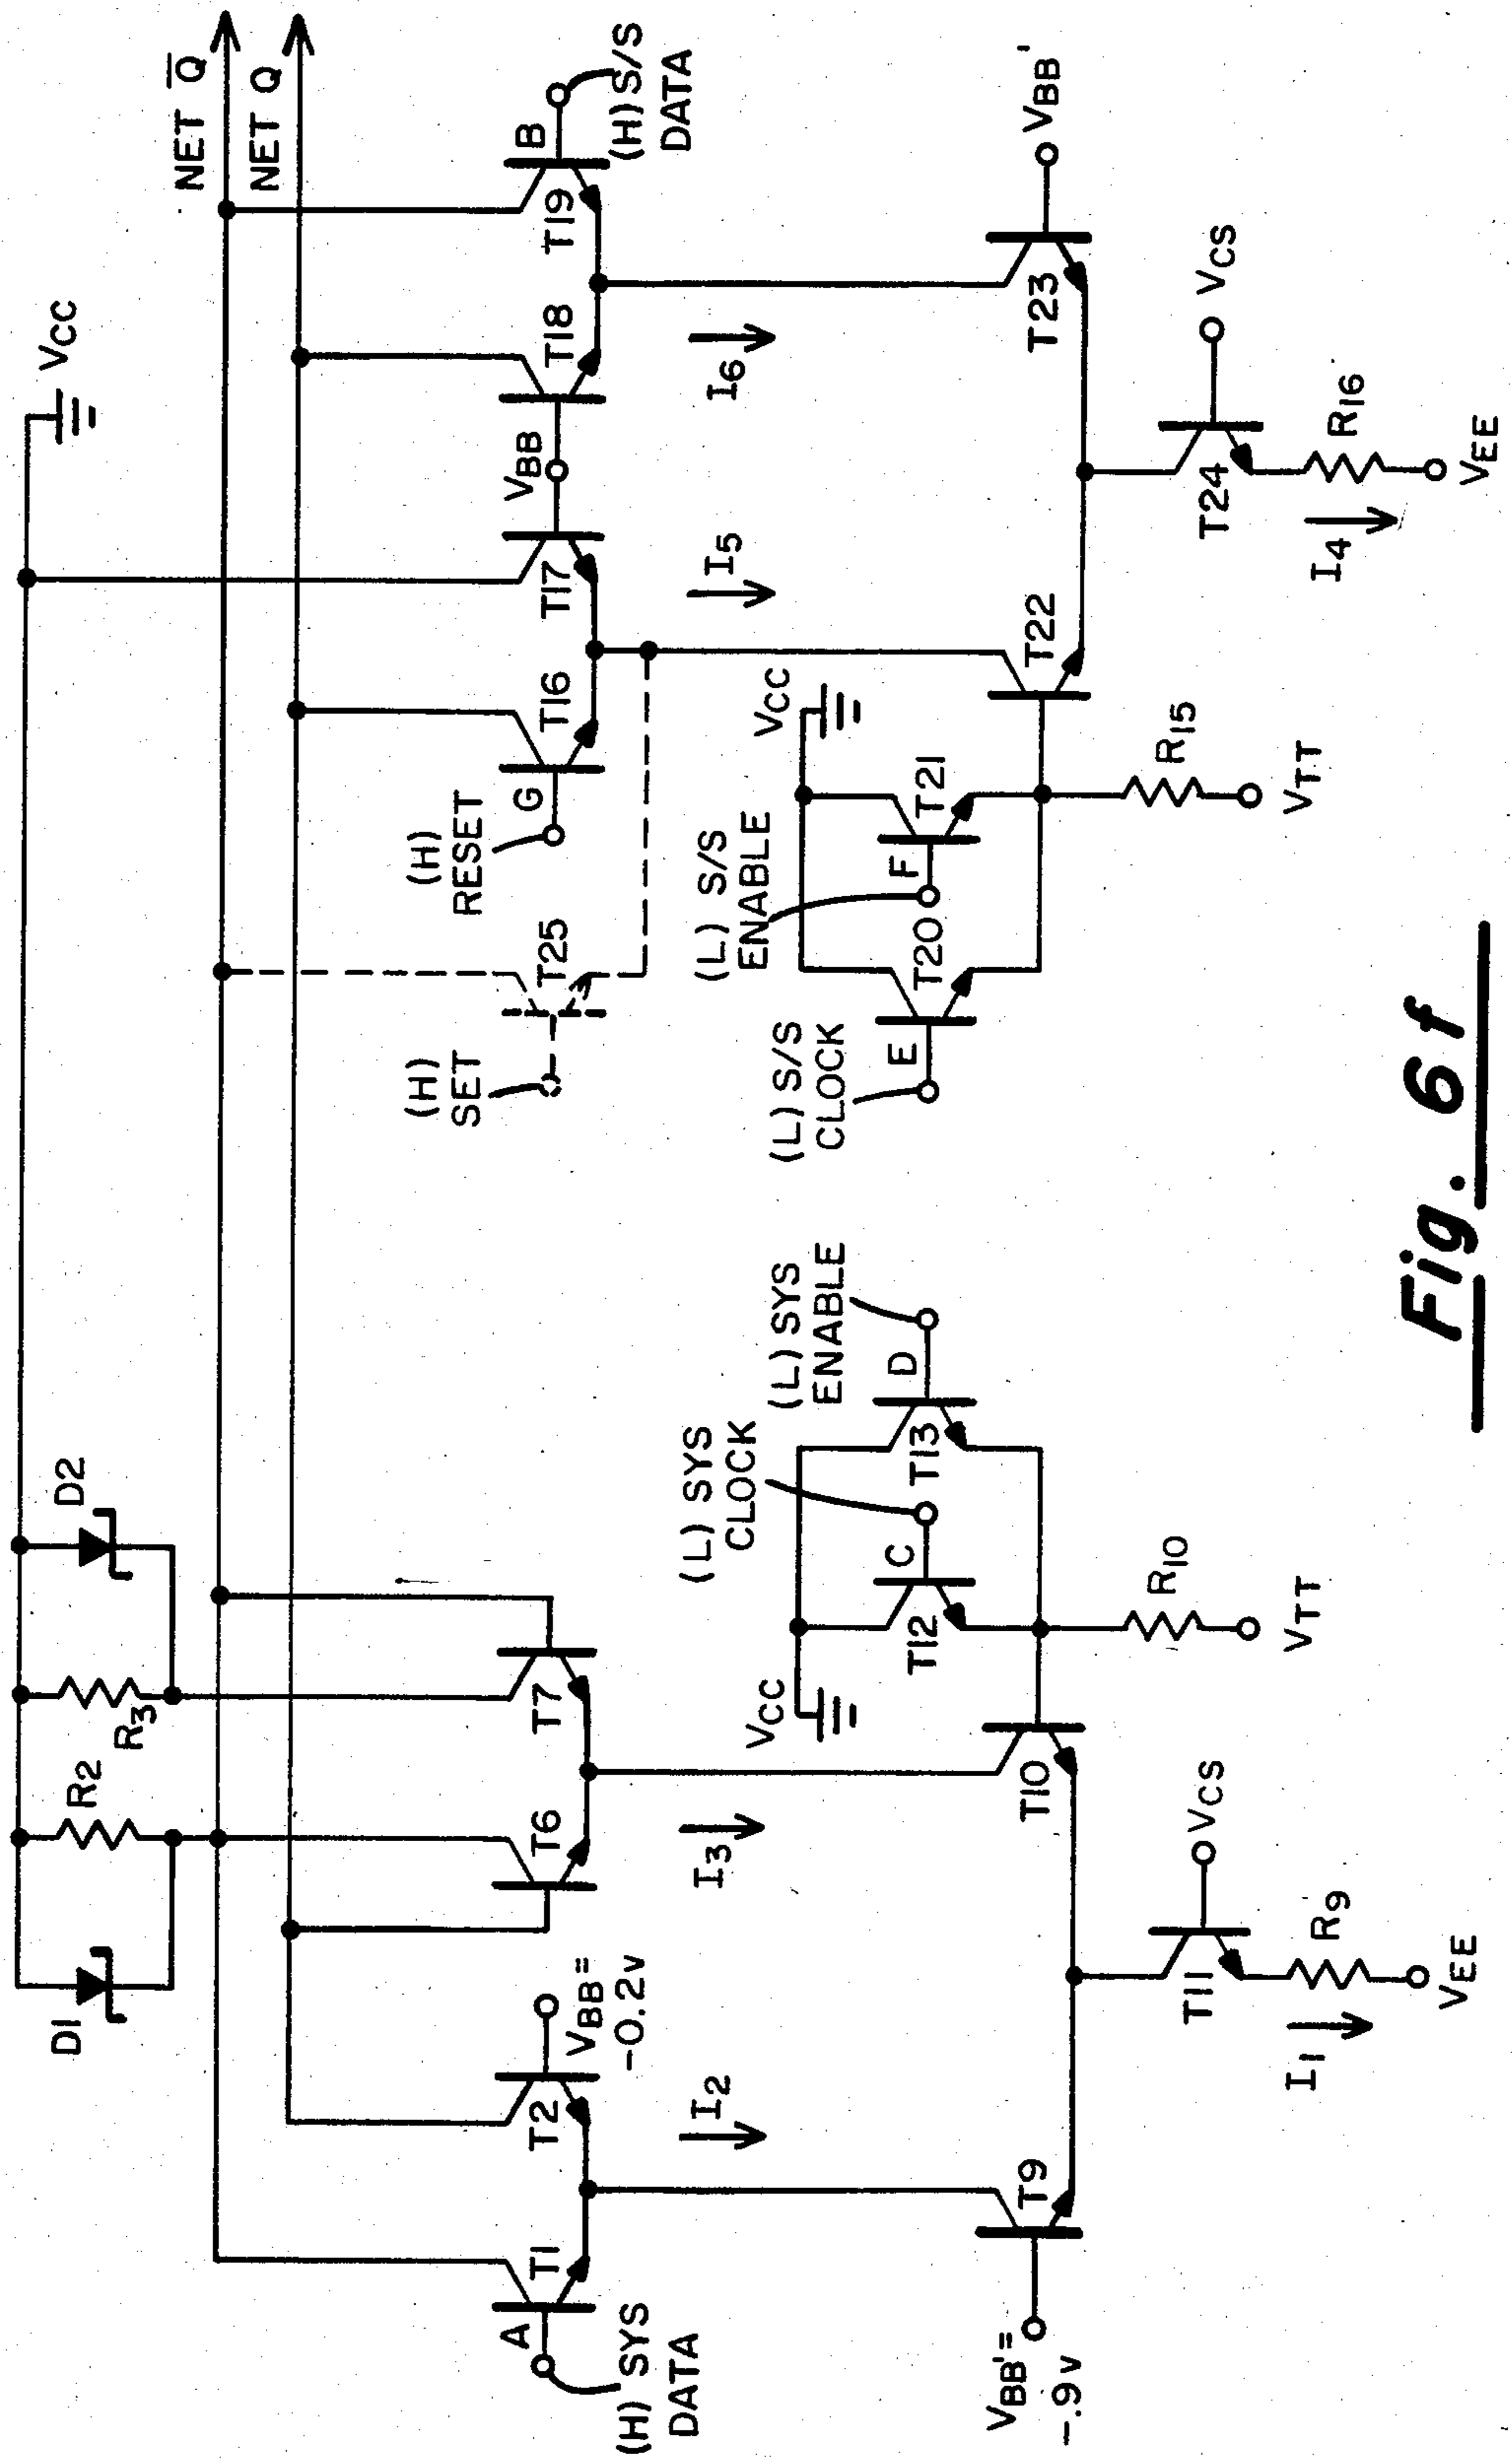 VCC
NET Q̅
NET Q
D1
R2
R3
D2
(H) SYS
DATA
A
T1
T2
VBB=
-0.2v
T6
T7
(H)
SET
T25
(H)
RESET
G
T16
T17
VBB
T18
T19
B
(H) S/S
DATA
I2
I3
I5
I6
VCC
(L) SYS
CLOCK
C
T12
(L) SYS
ENABLE
D
T13
(L) S/S
CLOCK
E
T20
(L) S/S
ENABLE
F
T21
VCC
VBB'=
-.9v
T9
T10
R10
VTT
T22
R15
VTT
T23
VBB'
T11
VCS
I1
R9
VEE
T24
VCS
I4
R16
VEE
Fig. 6f